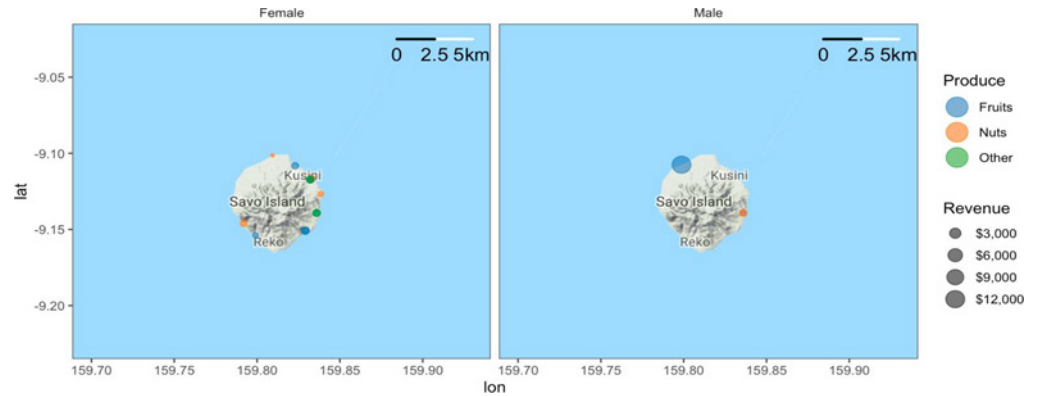 Female
Male
0 2.5 5km
0 2.5 5km
-9.05
-9.10
-9.15
-9.20
lat
Kusini
Savo Island
Reko
Kusini
Savo Island
Reko
159.70 159.75 159.80 159.85 159.90
159.70 159.75 159.80 159.85 159.90
lon
Produce
Fruits
Nuts
Other
Revenue
$3,000
$6,000
$9,000
$12,000